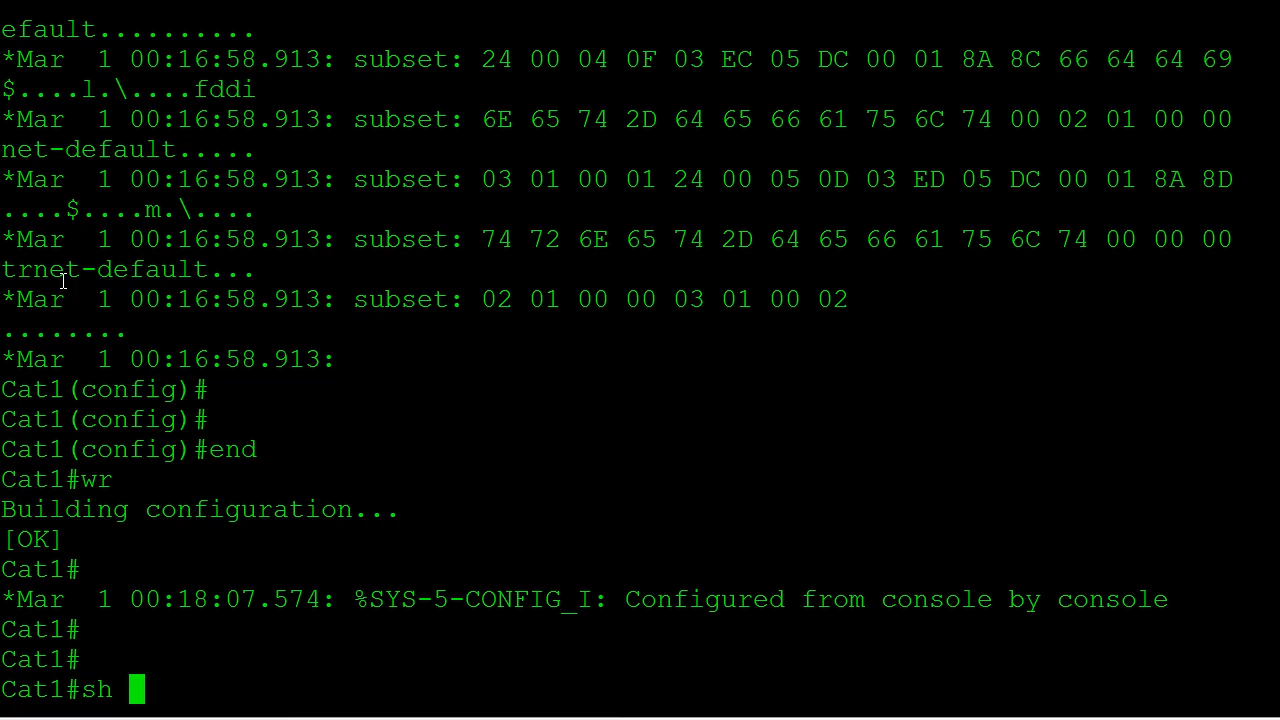 efault..........
*Mar  1 00:16:58.913: subset: 24 00 04 0F 03 EC 05 DC 00 01 8A 8C 66 64 64 69
$....l.\....fddi
*Mar  1 00:16:58.913: subset: 6E 65 74 2D 64 65 66 61 75 6C 74 00 02 01 00 00
net-default.....
*Mar  1 00:16:58.913: subset: 03 01 00 01 24 00 05 0D 03 ED 05 DC 00 01 8A 8D
....$....m.\....
*Mar  1 00:16:58.913: subset: 74 72 6E 65 74 2D 64 65 66 61 75 6C 74 00 00 00
trnet-default...
*Mar  1 00:16:58.913: subset: 02 01 00 00 03 01 00 02
........
*Mar  1 00:16:58.913:
Cat1(config)#
Cat1(config)#
Cat1(config)#end
Cat1#wr
Building configuration...
[OK]
Cat1#
*Mar  1 00:18:07.574: %SYS-5-CONFIG_I: Configured from console by console
Cat1#
Cat1#
Cat1#sh